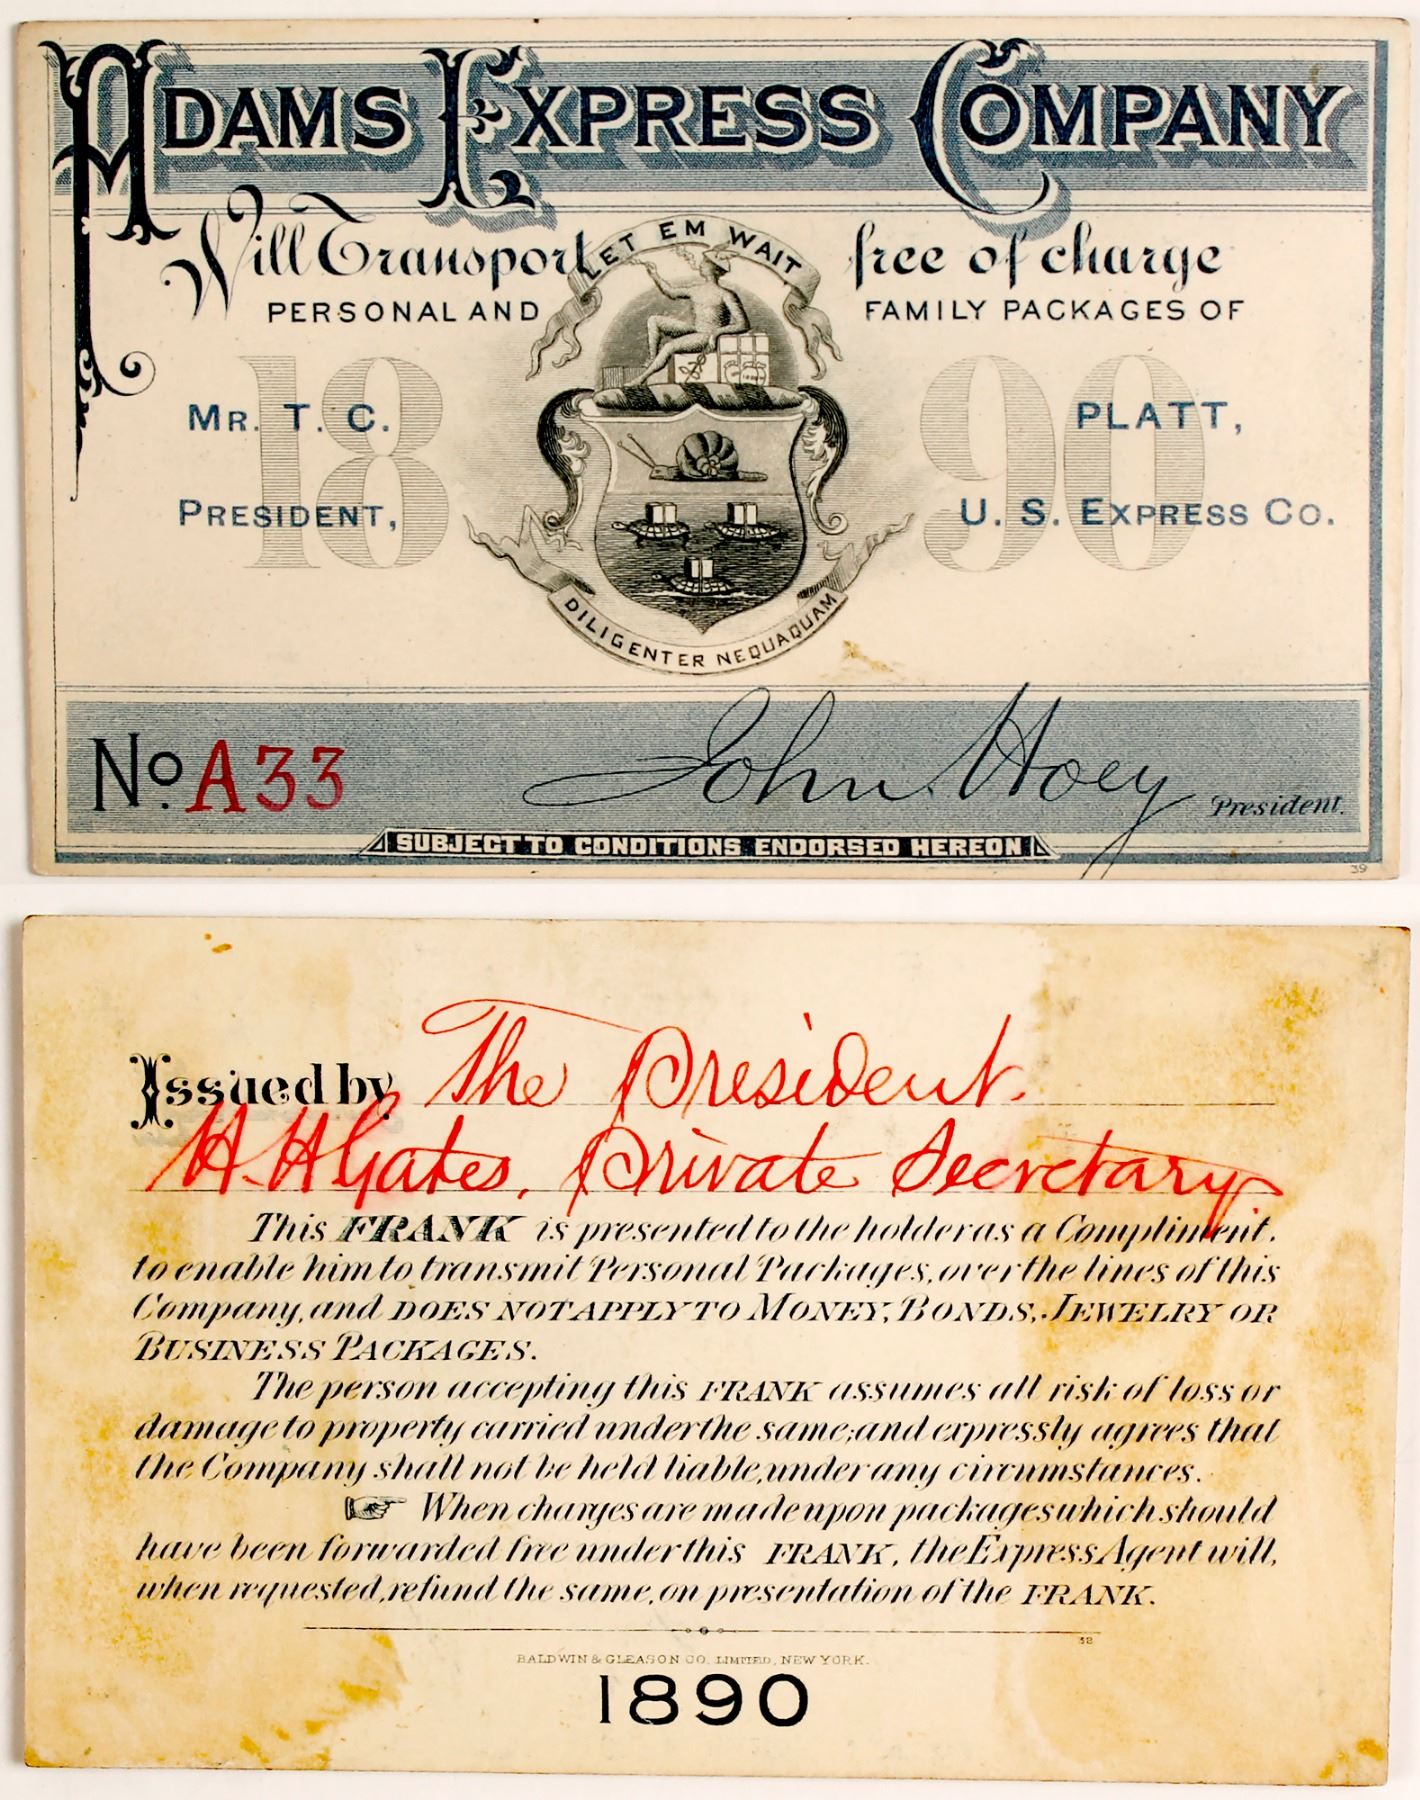 ADAMS EXPRESS COMPANY
LET EM WAIT
Will Transport free of charge
PERSONAL AND FAMILY PACKAGES OF
1890
MR. T. C. PLATT,
PRESIDENT, U. S. EXPRESS CO.
DILIGENTER NEQUAQUAM
No. A33 John Hoey President.
SUBJECT TO CONDITIONS ENDORSED HEREON
39
Issued by The President.
H. H Gates, Private Secretary
This FRANK is presented to the holder as a Compliment.
to enable him to transmit Personal Packages, over the lines of this
Company, and DOES NOT APPLY TO MONEY, BONDS, JEWELRY OR
BUSINESS PACKAGES.
The person accepting this FRANK assumes all risk of loss or
damage to property carried under the same; and expressly agrees that
the Company shall not be held liable, under any circumstances.
☞ When charges are made upon packages which should
have been forwarded free under this FRANK, the Express Agent will,
when requested, refund the same, on presentation of the FRANK.
38
BALDWIN & GLEASON CO. LIMITED, NEW YORK.
1890